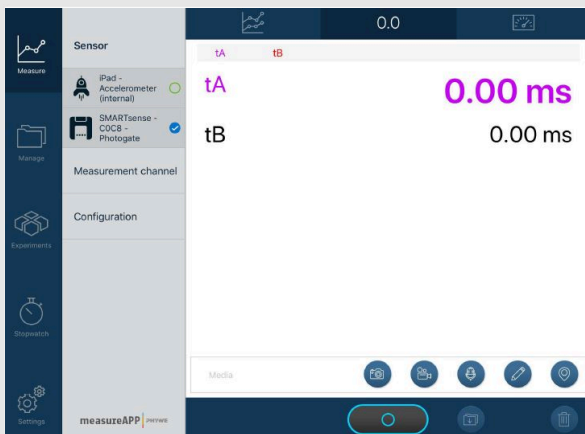 Measure
Manage
Experiments
Stopwatch
Settings
Sensor
iPad -
Accelerometer
(internal)
SMARTsense -
C0C8 -
Photogate
Measurement channel
Configuration
measureAPP PHYWE
0.0
tA tB
tA 0.00 ms
tB 0.00 ms
Media